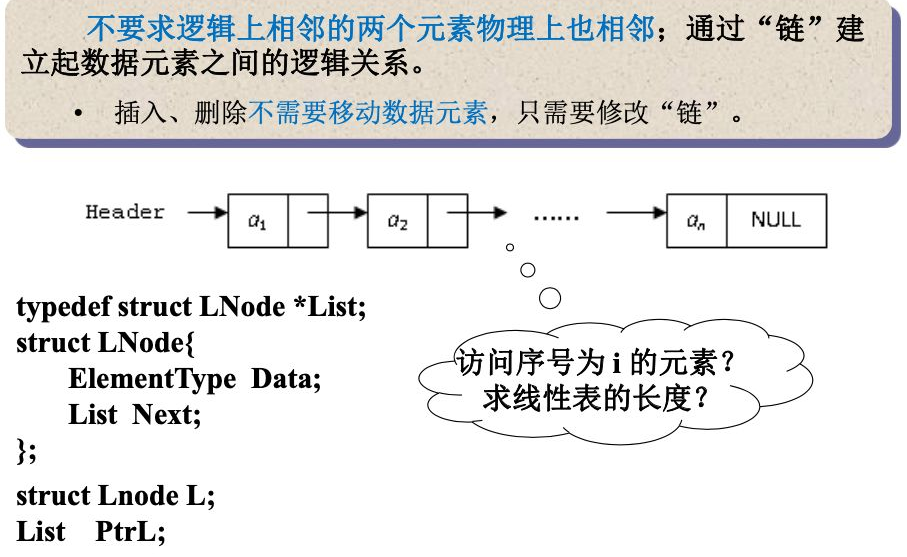 不要求逻辑上相邻的两个元素物理上也相邻；通过“链”建
立起数据元素之间的逻辑关系。
• 插入、删除不需要移动数据元素，只需要修改“链”。
Header a1 a2 …… an NULL
typedef struct LNode *List;
struct LNode{
ElementType Data;
List Next;
};
struct Lnode L;
List PtrL;
访问序号为 i 的元素？
求线性表的长度？